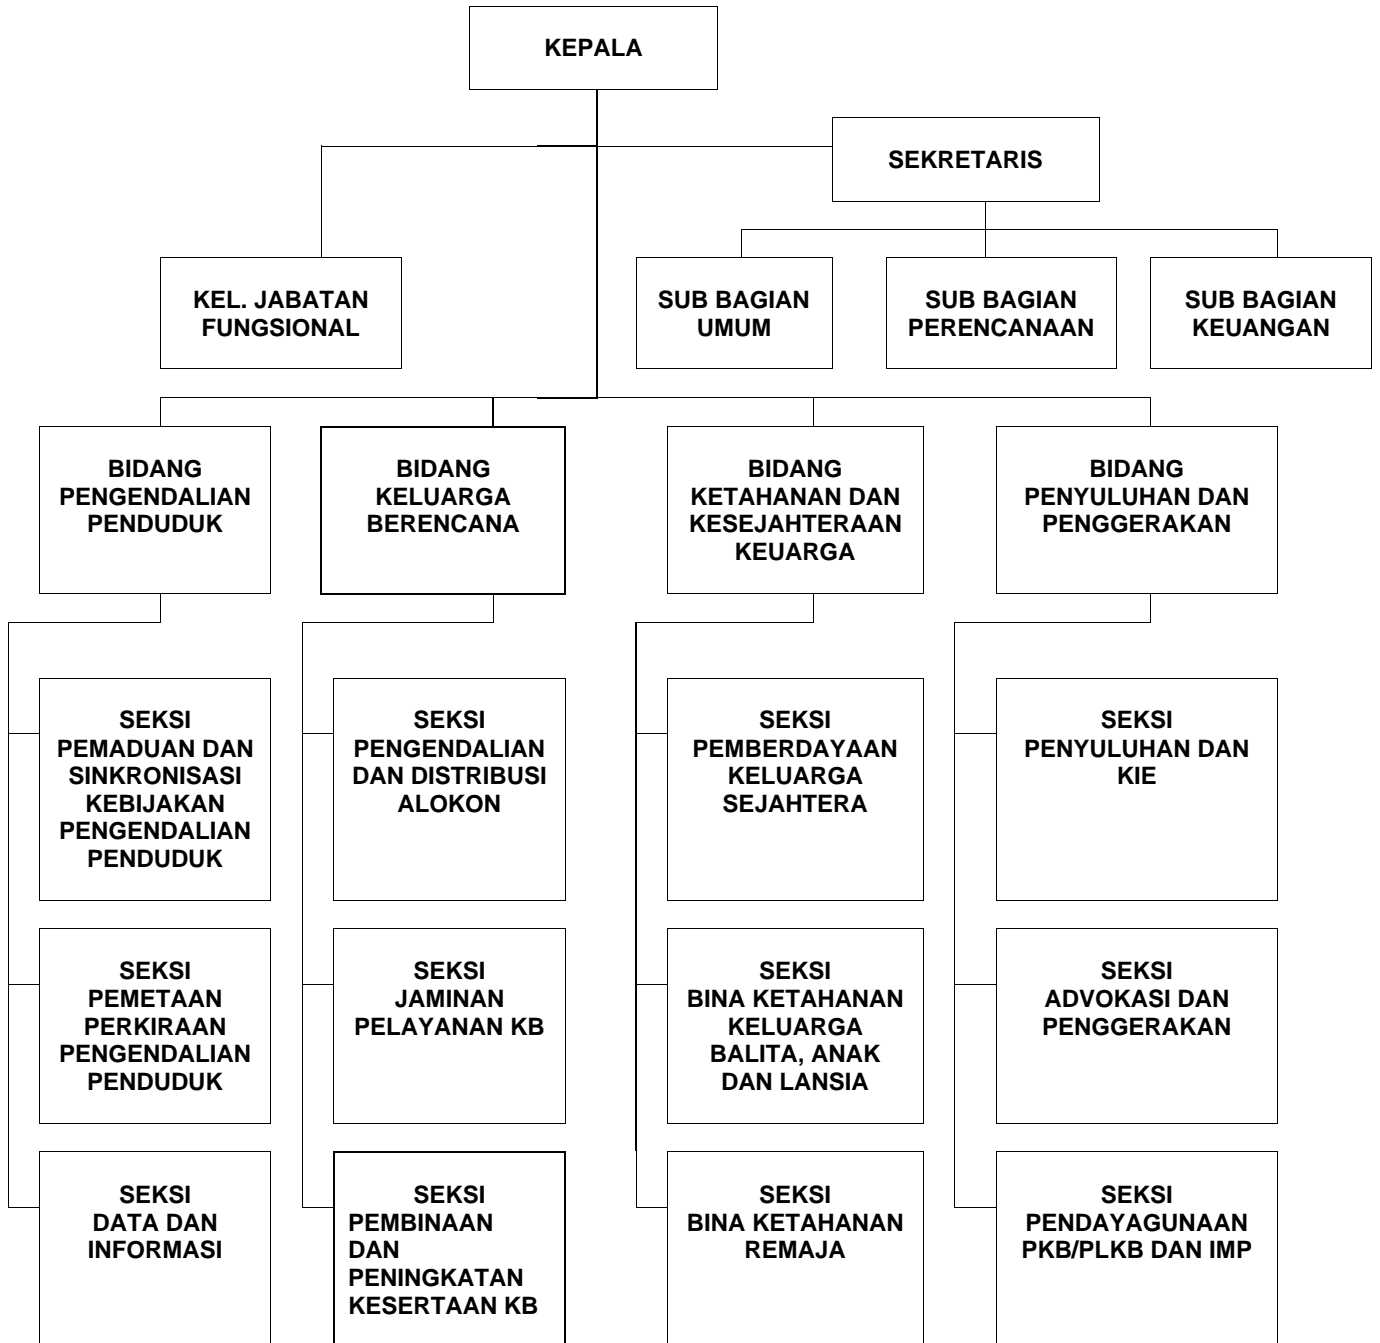 KEPALA
SEKRETARIS
KEL. JABATAN
FUNGSIONAL
SUB BAGIAN
UMUM
SUB BAGIAN
PERENCANAAN
SUB BAGIAN
KEUANGAN
BIDANG
PENGENDALIAN
PENDUDUK
BIDANG
KELUARGA
BERENCANA
BIDANG
KETAHANAN DAN
KESEJAHTERAAN
KEUARGA
BIDANG
PENYULUHAN DAN
PENGGERAKAN
SEKSI
PEMADUAN DAN
SINKRONISASI
KEBIJAKAN
PENGENDALIAN
PENDUDUK
SEKSI
PENGENDALIAN
DAN DISTRIBUSI
ALOKON
SEKSI
PEMBERDAYAAN
KELUARGA
SEJAHTERA
SEKSI
PENYULUHAN DAN
KIE
SEKSI
PEMETAAN
PERKIRAAN
PENGENDALIAN
PENDUDUK
SEKSI
JAMINAN
PELAYANAN KB
SEKSI
BINA KETAHANAN
KELUARGA
BALITA, ANAK
DAN LANSIA
SEKSI
ADVOKASI DAN
PENGGERAKAN
SEKSI
DATA DAN
INFORMASI
SEKSI
PEMBINAAN
DAN
PENINGKATAN
KESERTAAN KB
SEKSI
BINA KETAHANAN
REMAJA
SEKSI
PENDAYAGUNAAN
PKB/PLKB DAN IMP